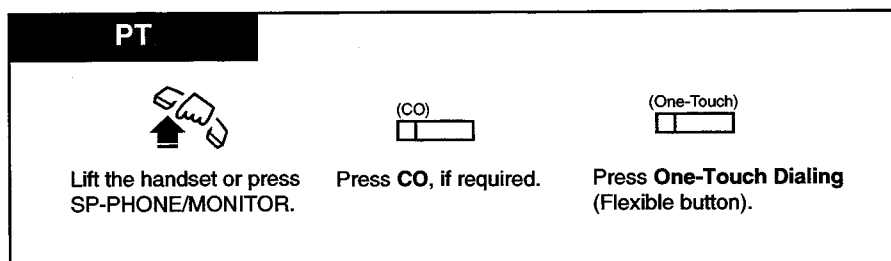 PT
(CO)
(One-Touch)
Lift the handset or press
SP-PHONE/MONITOR.
Press CO, if required.
Press One-Touch Dialing
(Flexible button).